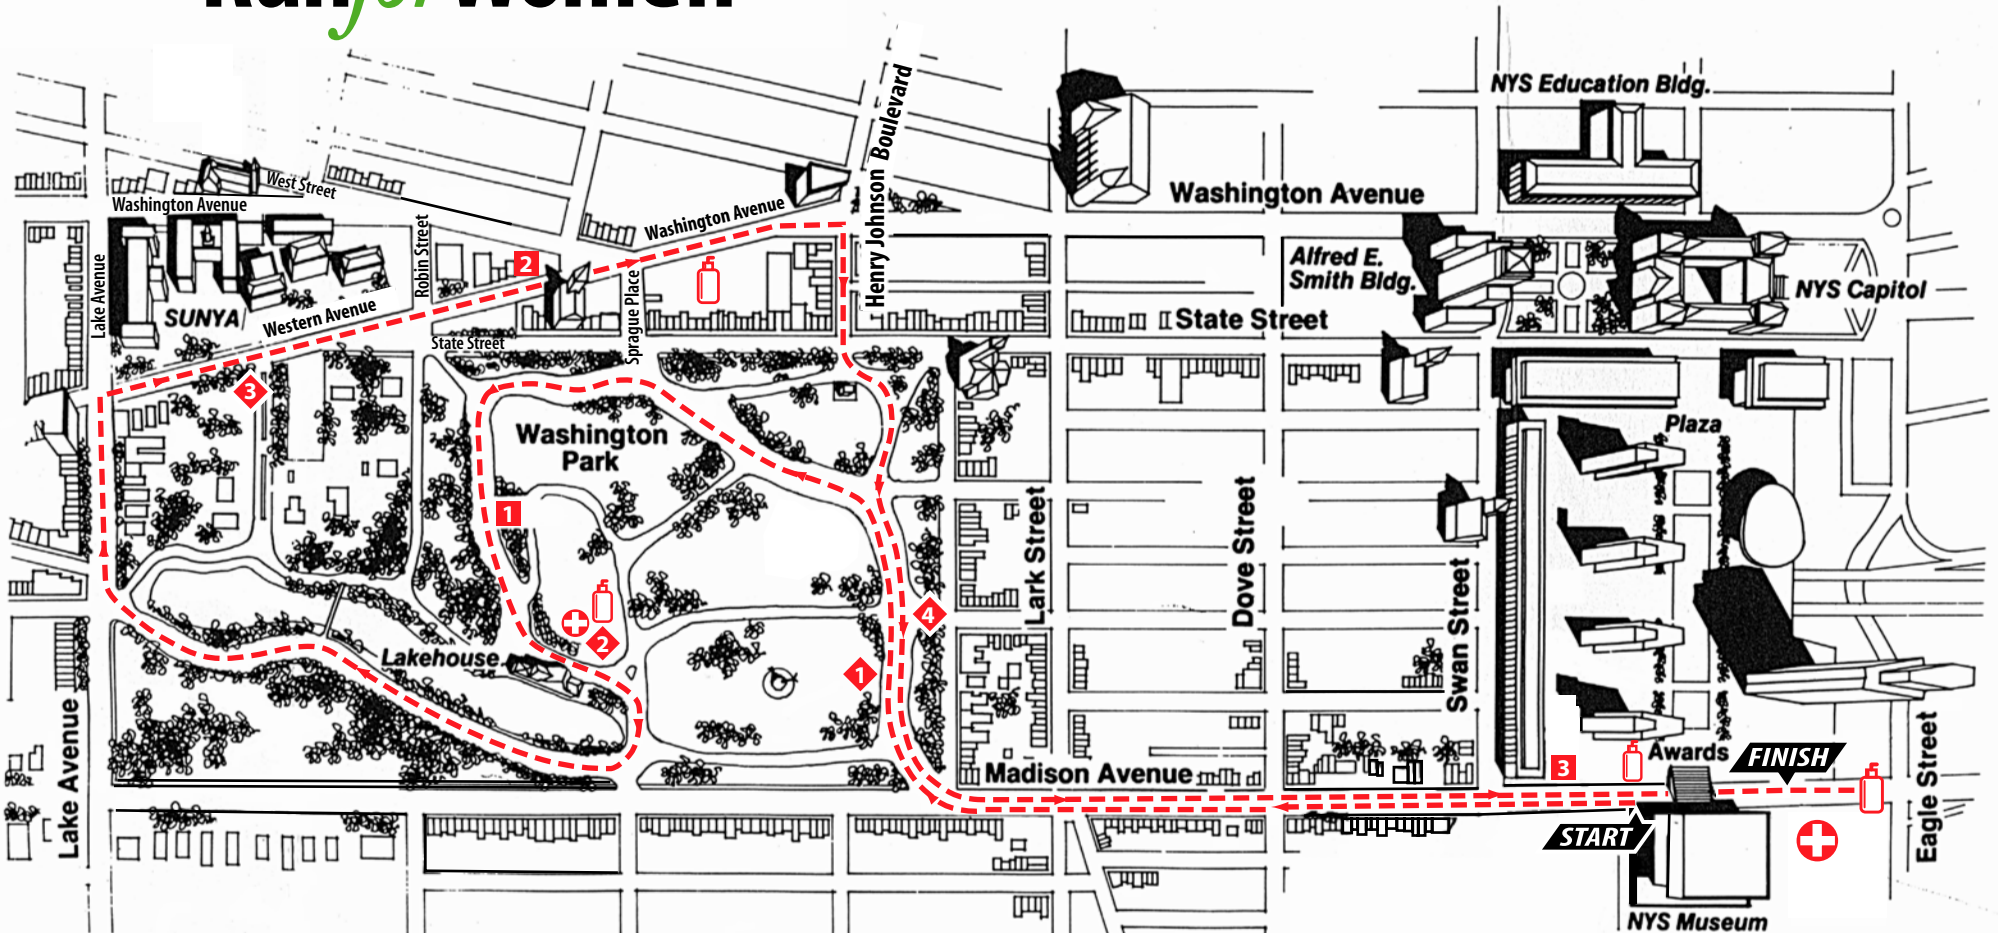 Run for Women
Henry Johnson Boulevard
NYS Education Bldg.
West Street
Washington Avenue
Washington Avenue
Washington Avenue
Robin Street
Lake Avenue
2
Alfred E.
Smith Bldg.
NYS Capitol
SUNYA
Western Avenue
Sprague Place
State Street
State Street
3
Washington
Park
Plaza
1
Lark Street
Dove Street
Swan Street
2
4
1
Lakehouse
Lake Avenue
Madison Avenue
3
Awards
FINISH
START
Eagle Street
NYS Museum